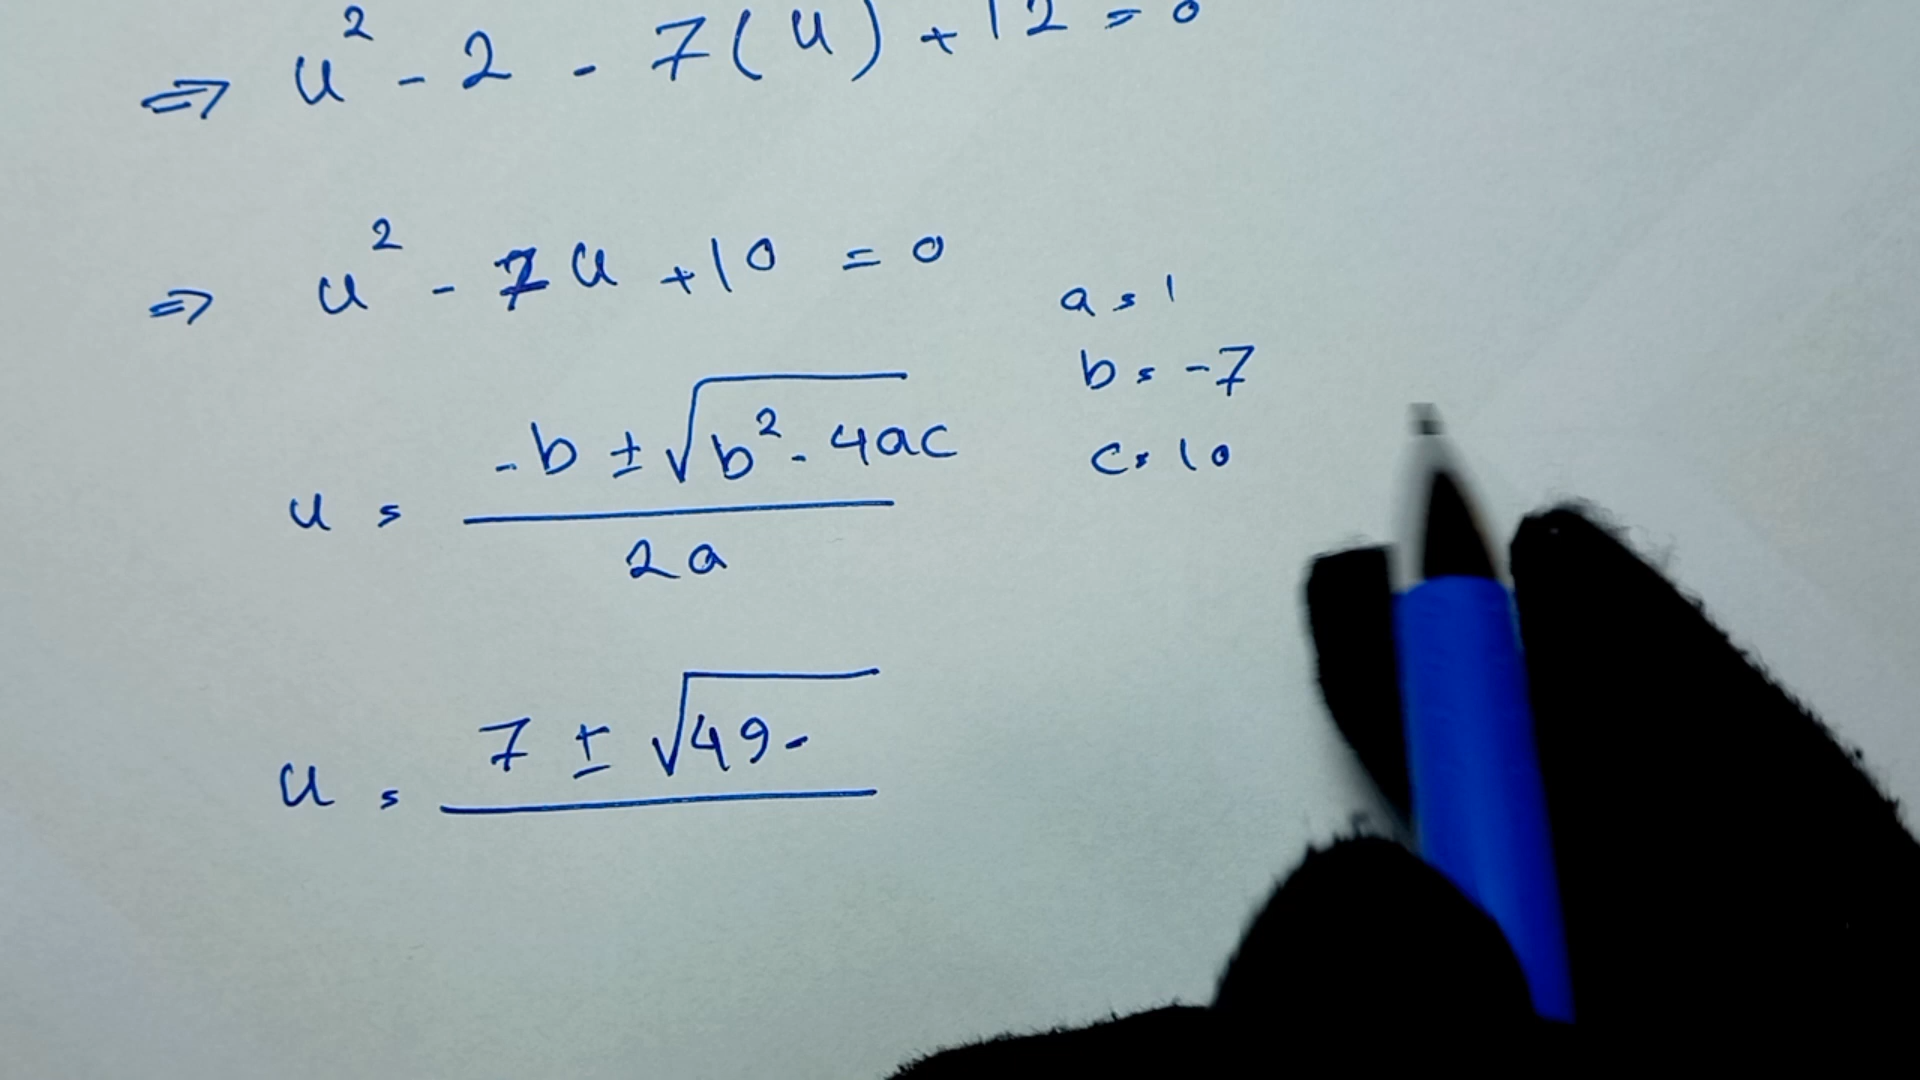 ⇒ u² - 2 - 7(u) + 12 = 0
⇒ u² - 7u + 10 = 0
a = 1
b = -7
c = 10
u = (-b ± √(b² - 4ac)) / 2a
u = 7 ± √49 -